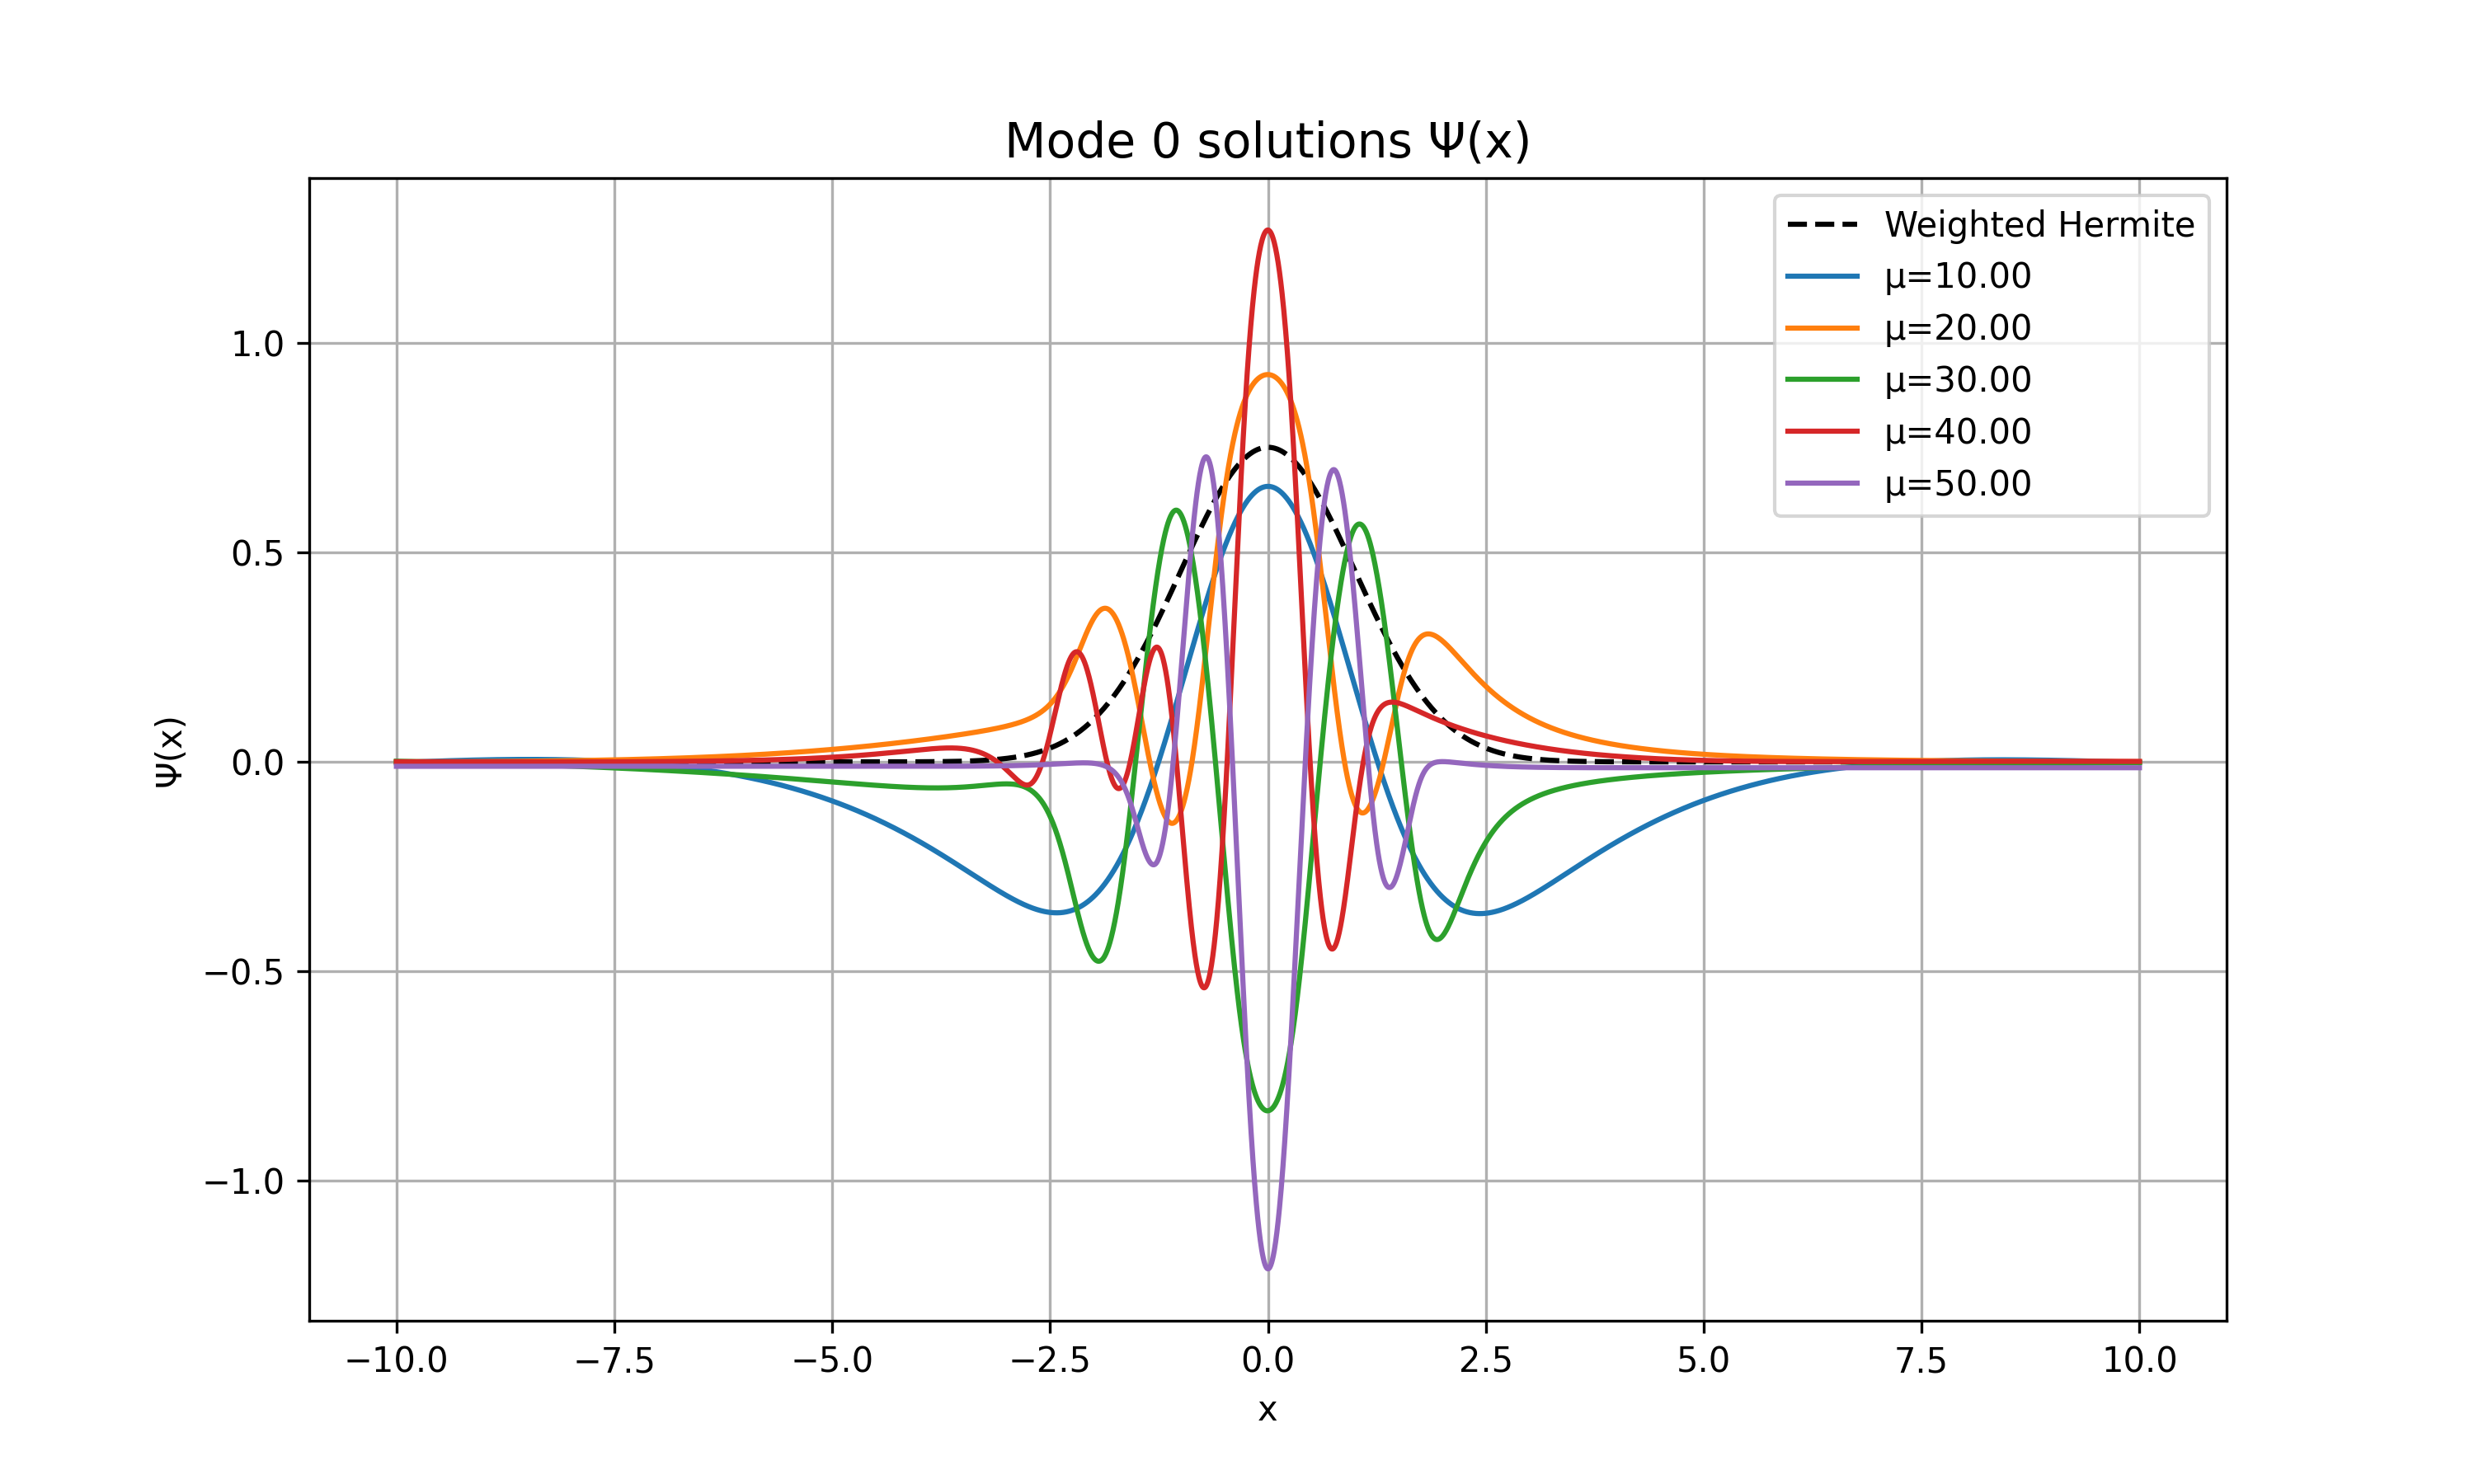 Mode 0 solutions Ψ(x)
Weighted Hermite
μ=10.00
μ=20.00
μ=30.00
μ=40.00
μ=50.00
1.0
0.5
0.0
−0.5
−1.0
Ψ(x)
−10.0 −7.5 −5.0 −2.5 0.0 2.5 5.0 7.5 10.0
x